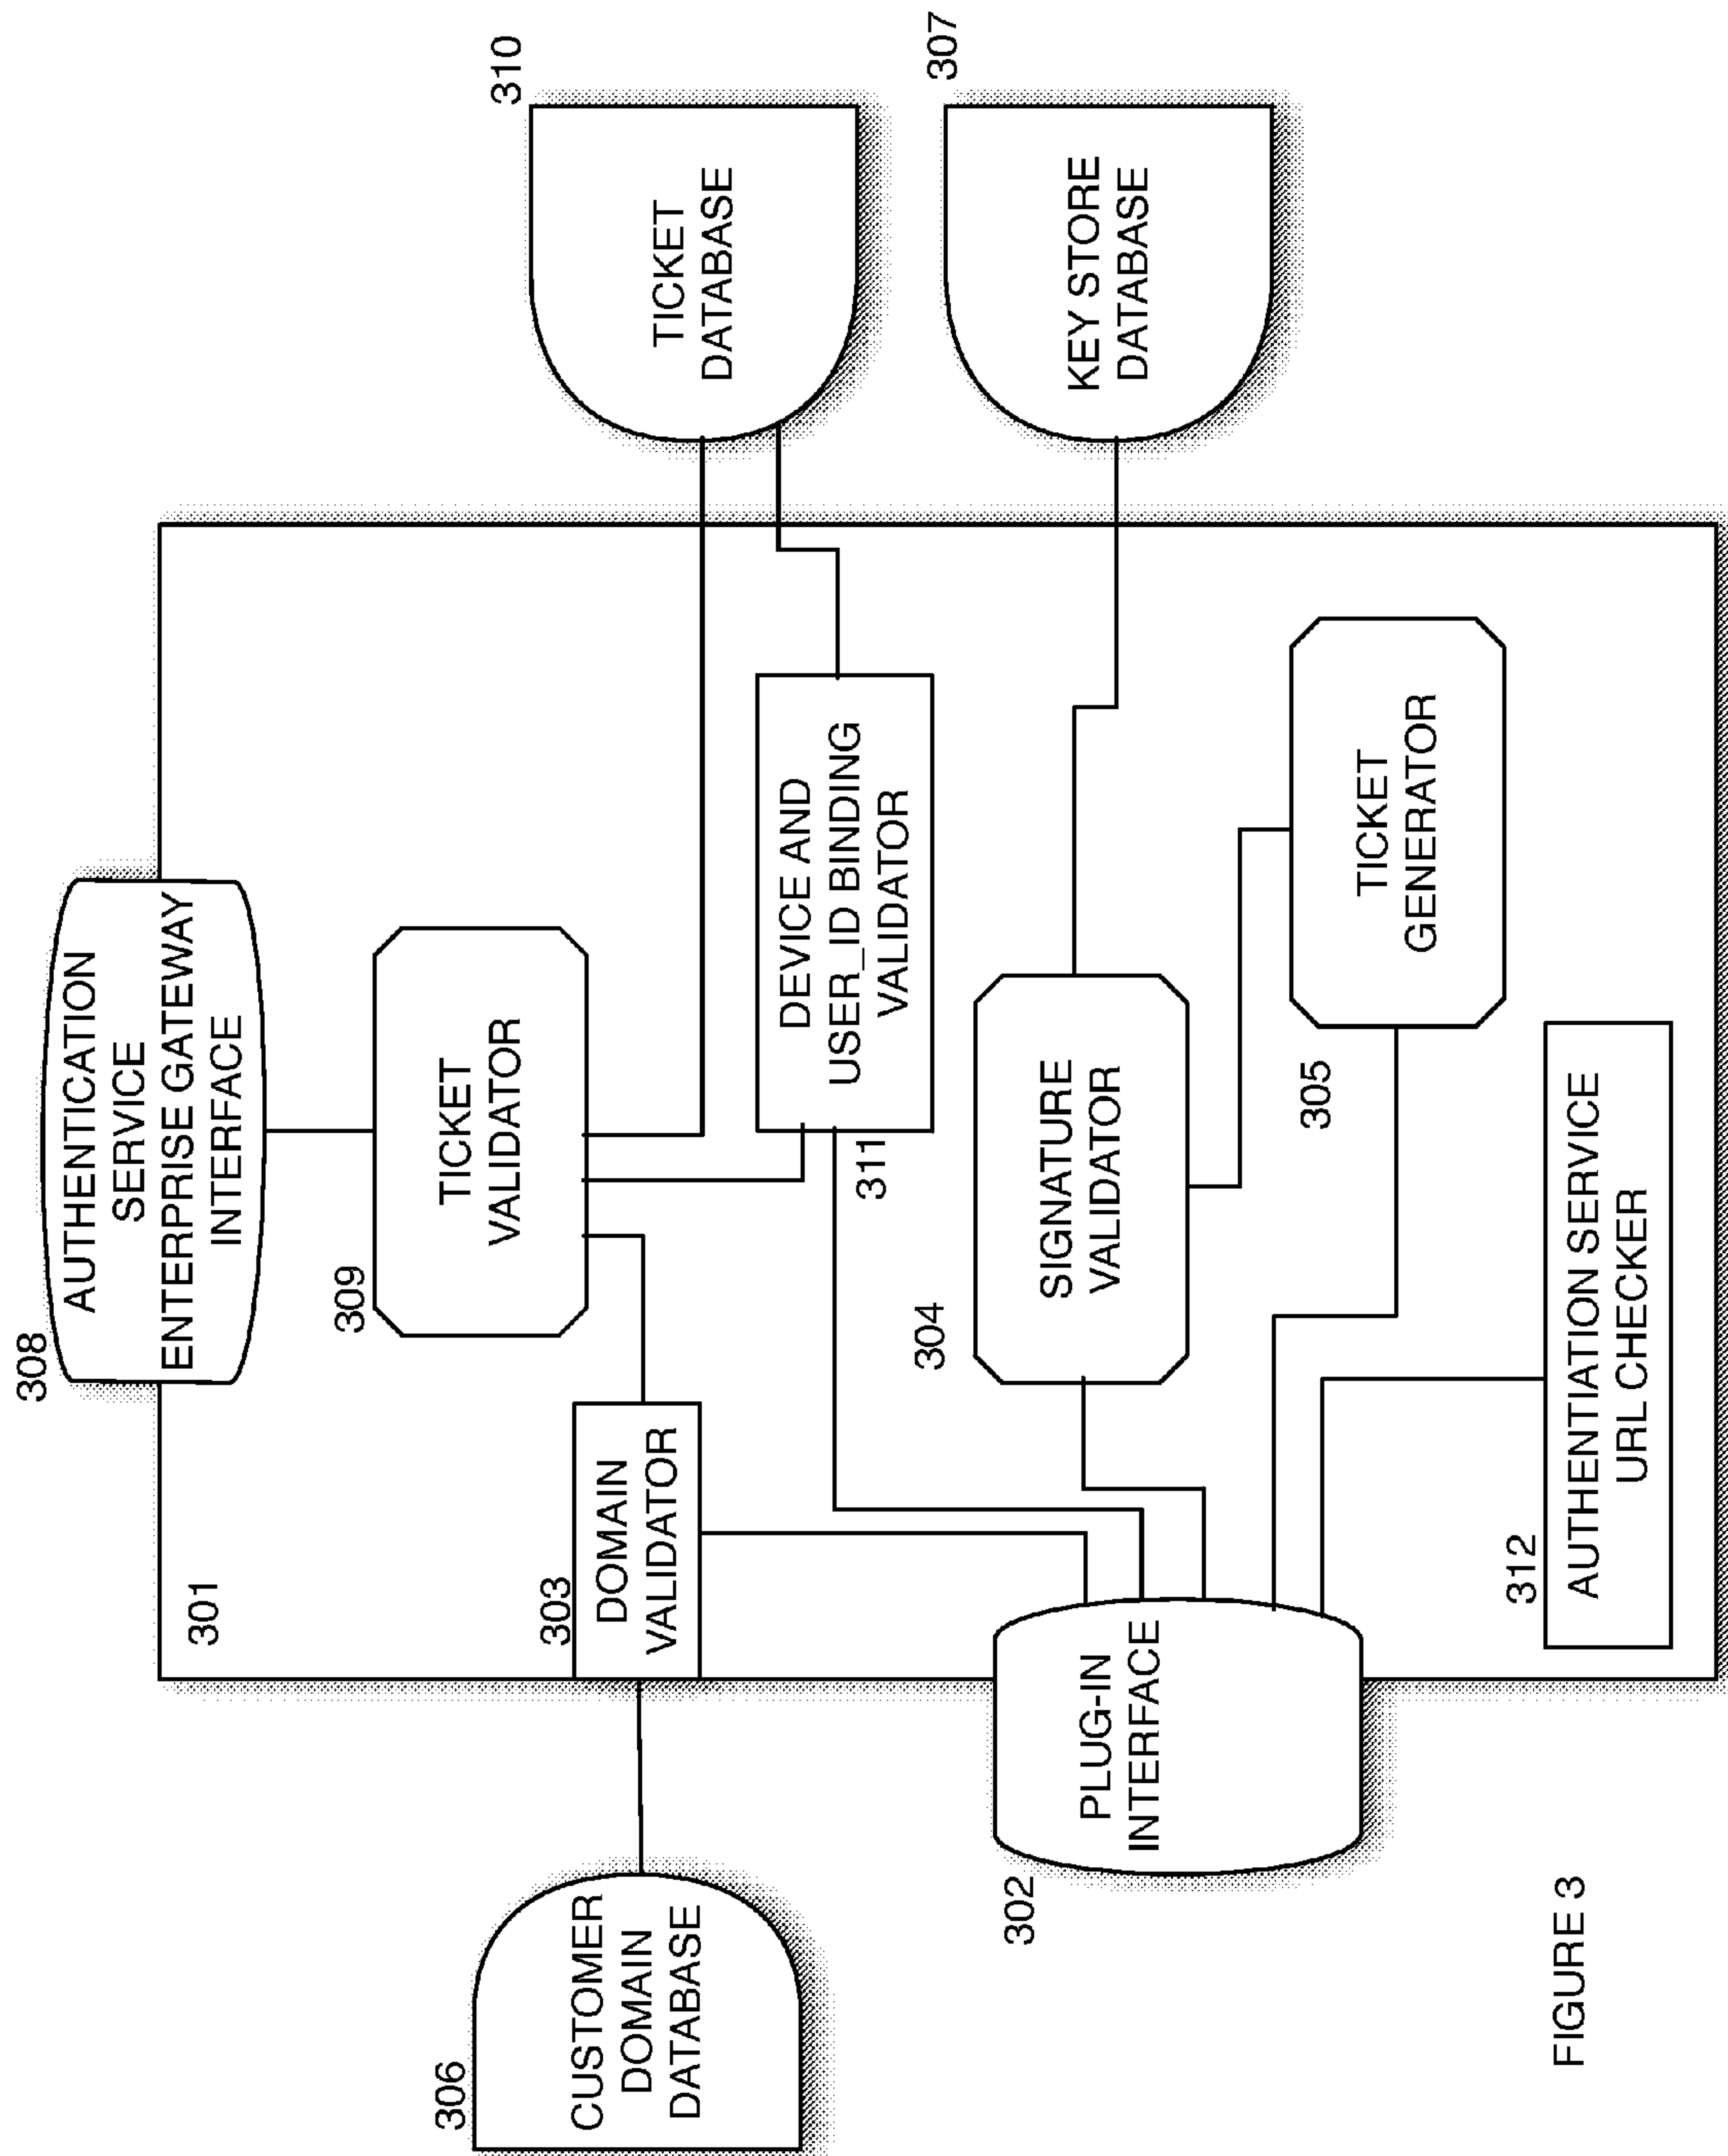 308
AUTHENTICATION
SERVICE
ENTERPRISE GATEWAY
INTERFACE
310
TICKET
DATABASE
307
KEY STORE
DATABASE
301
309
TICKET
VALIDATOR
306
CUSTOMER
DOMAIN
DATABASE
303
DOMAIN
VALIDATOR
311
DEVICE AND
USER_ID BINDING
VALIDATOR
304
SIGNATURE
VALIDATOR
305
TICKET
GENERATOR
302
PLUG-IN
INTERFACE
312
AUTHENTIATION SERVICE
URL CHECKER
FIGURE 3